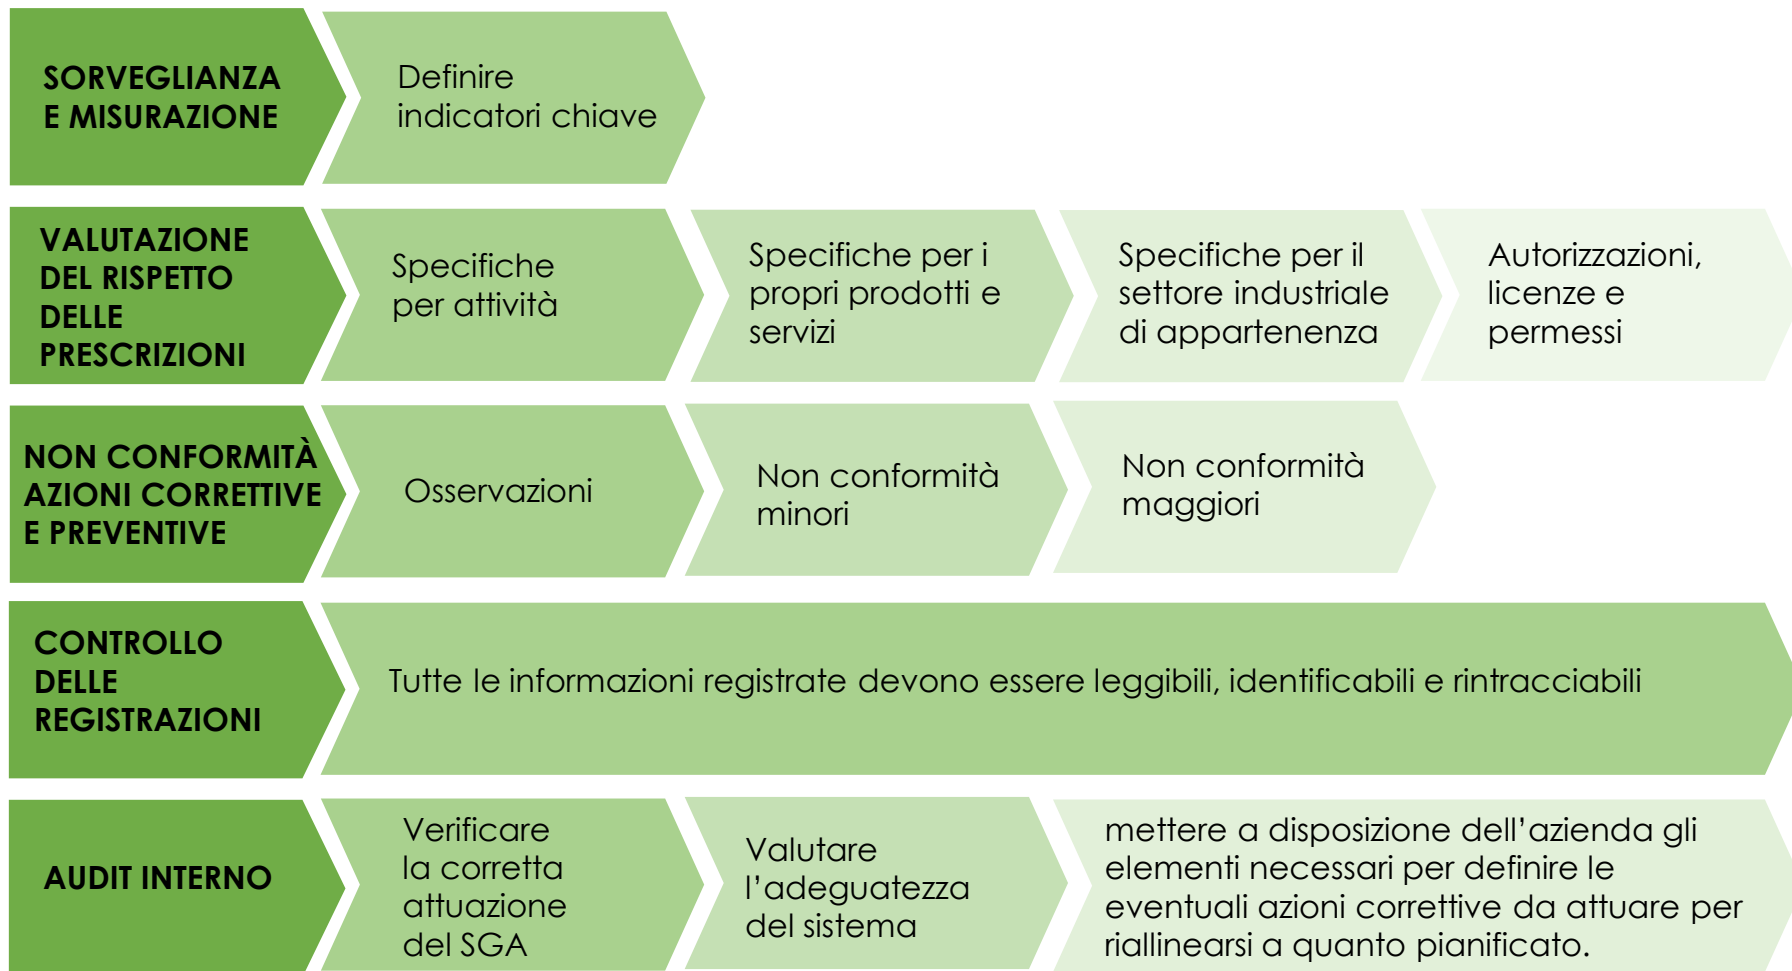 SORVEGLIANZA
E MISURAZIONE
Definire
indicatori chiave
VALUTAZIONE
DEL RISPETTO
DELLE
PRESCRIZIONI
Specifiche
per attività
Specifiche per i
propri prodotti e
servizi
Specifiche per il
settore industriale
di appartenenza
Autorizzazioni,
licenze e
permessi
NON CONFORMITÀ
AZIONI CORRETTIVE
E PREVENTIVE
Osservazioni
Non conformità
minori
Non conformità
maggiori
CONTROLLO
DELLE
REGISTRAZIONI
Tutte le informazioni registrate devono essere leggibili, identificabili e rintracciabili
AUDIT INTERNO
Verificare
la corretta
attuazione
del SGA
Valutare
l’adeguatezza
del sistema
mettere a disposizione dell’azienda gli
elementi necessari per definire le
eventuali azioni correttive da attuare per
riallinearsi a quanto pianificato.